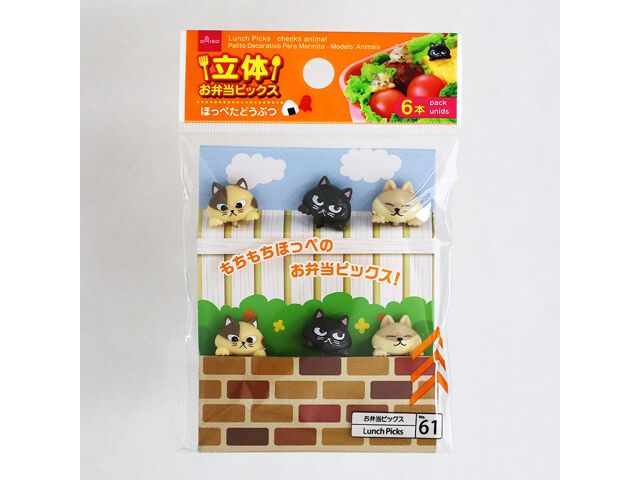 DAISO
Lunch Picks cheeks animal
Palito Decorativo Para Marmita - Modelo: Animals
立体
お弁当ピックス
ほっぺたどうぶつ
6本 pack
unids
もちもちほっぺの
お弁当ピックス!
お弁当ピックス
Lunch Picks
No.
61